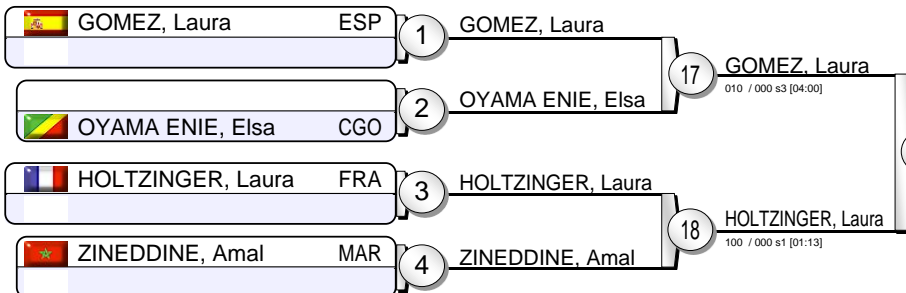 GOMEZ, Laura ESP
1
GOMEZ, Laura
OYAMA ENIE, Elsa CGO
2
OYAMA ENIE, Elsa
17
GOMEZ, Laura
010 / 000 s3 [04:00]
HOLTZINGER, Laura FRA
3
HOLTZINGER, Laura
ZINEDDINE, Amal MAR
4
ZINEDDINE, Amal
18
HOLTZINGER, Laura
100 / 000 s1 [01:13]